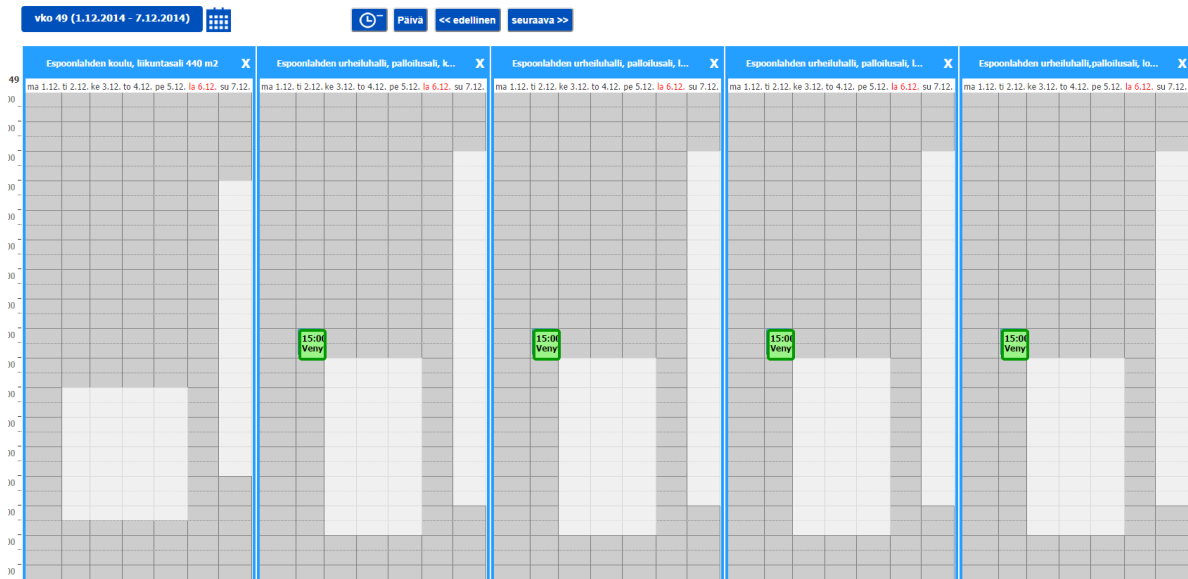 vko 49 (1.12.2014 - 7.12.2014)
Päivä
<< edellinen
seuraava >>
Espoonlahden koulu, liikuntasali 440 m2 X
Espoonlahden urheiluhalli, palloilusali, k... X
Espoonlahden urheiluhalli, palloilusali, l... X
Espoonlahden urheiluhalli, palloilusali, l... X
Espoonlahden urheiluhalli,palloilusali, lo... X
49
ma 1.12. ti 2.12. ke 3.12. to 4.12. pe 5.12. la 6.12. su 7.12.
ma 1.12. ti 2.12. ke 3.12. to 4.12. pe 5.12. la 6.12. su 7.12.
ma 1.12. ti 2.12. ke 3.12. to 4.12. pe 5.12. la 6.12. su 7.12.
ma 1.12. ti 2.12. ke 3.12. to 4.12. pe 5.12. la 6.12. su 7.12.
ma 1.12. ti 2.12. ke 3.12. to 4.12. pe 5.12. la 6.12. su 7.12.
15:00
Veny
15:00
Veny
15:00
Veny
15:00
Veny